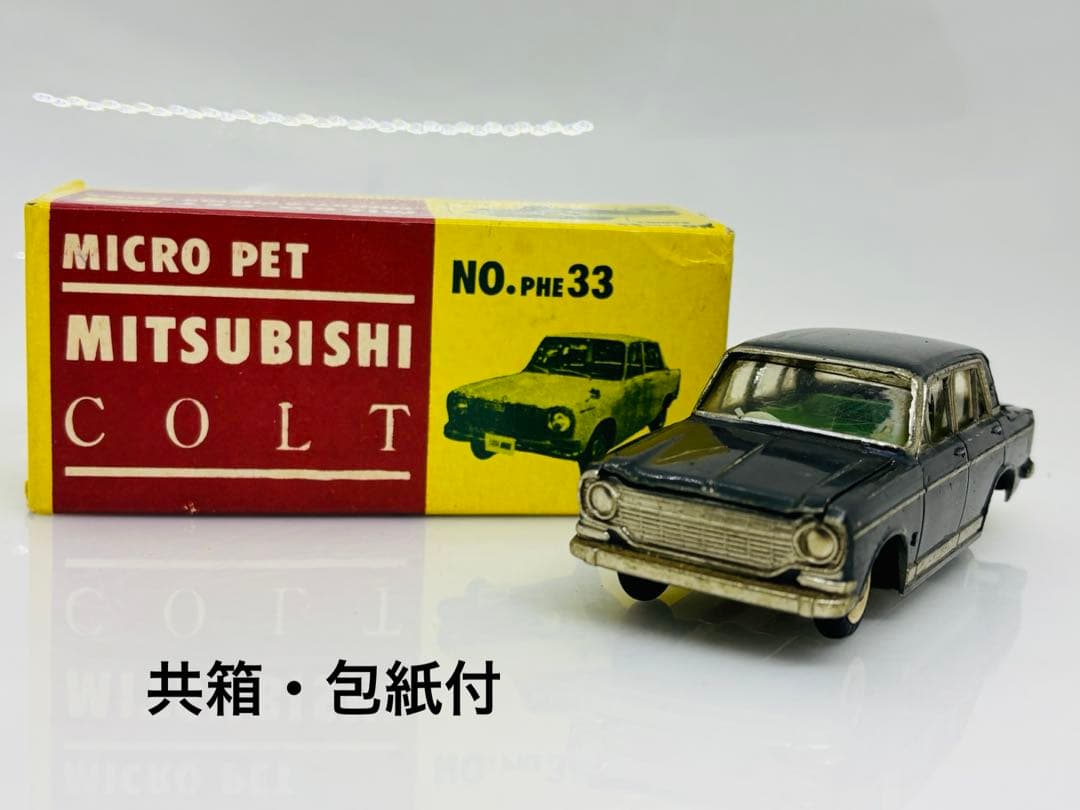 MICRO PET
MITSUBISHI
COLT
NO.PHE33
共箱・包紙付